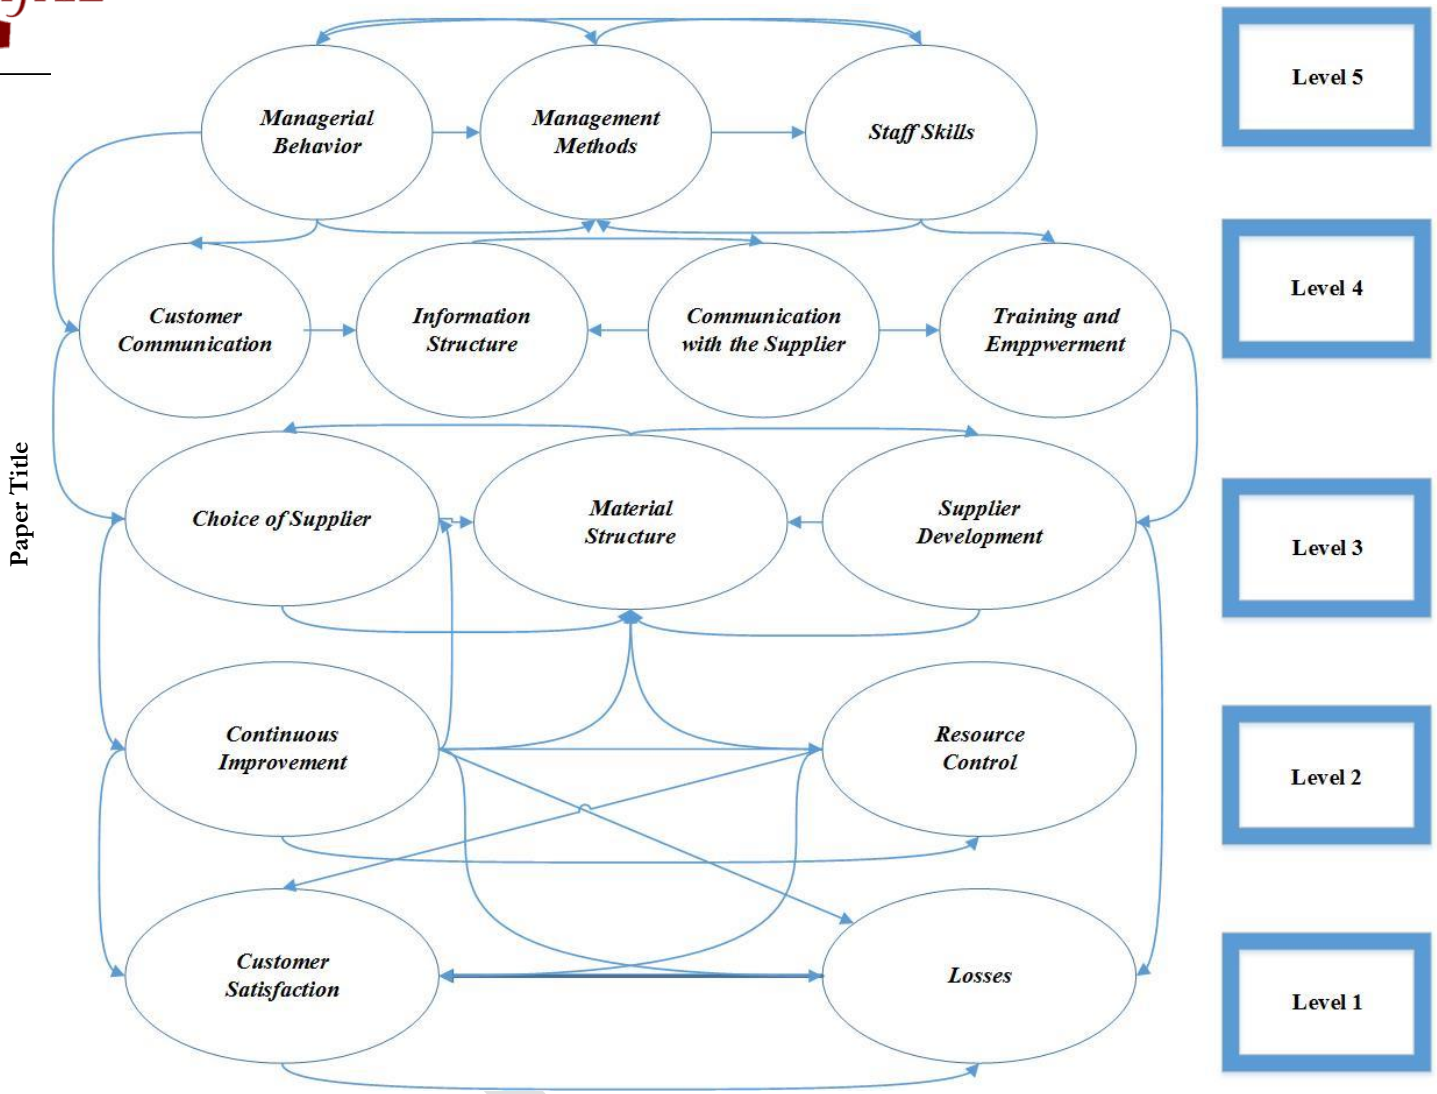 Level 5
Managerial
Behavior
Management
Methods
Staff Skills
Level 4
Customer
Communication
Information
Structure
Communication
with the Supplier
Training and
Emppwerment
Paper Title
Choice of Supplier
Material
Structure
Supplier
Development
Level 3
Continuous
Improvement
Resource
Control
Level 2
Customer
Satisfaction
Losses
Level 1